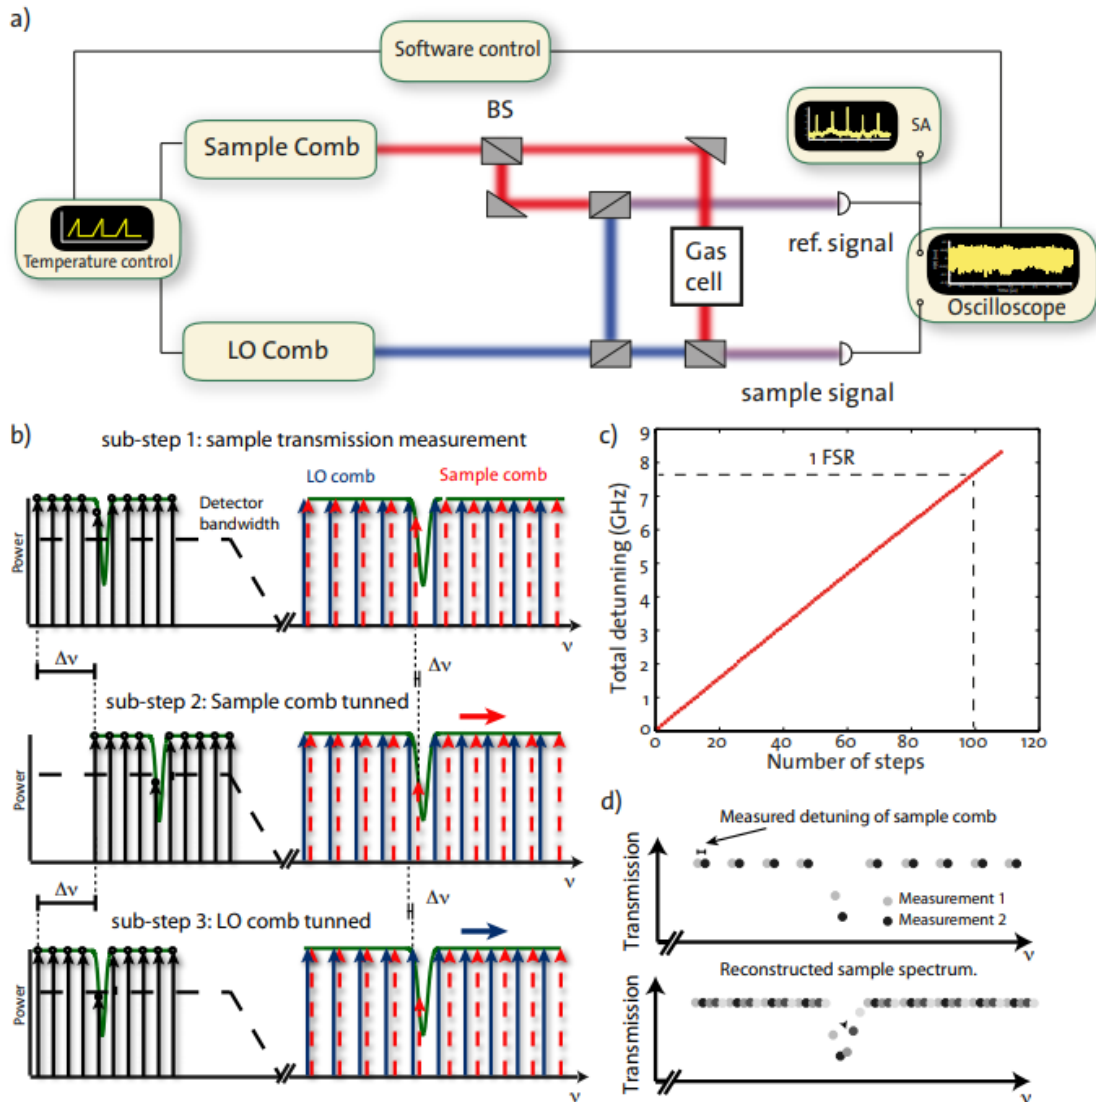 a)
Software control
BS
Sample Comb
SA
Temperature control
ref. signal
Gas
cell
Oscilloscope
LO Comb
sample signal
b)
sub-step 1: sample transmission measurement
LO comb
Sample comb
Detector
bandwidth
Power
ν
Δν
Δν
sub-step 2: Sample comb tunned
Power
ν
Δν
Δν
sub-step 3: LO comb tunned
Power
ν
c)
Total detunning (GHz)
9
8
7
6
5
4
3
2
1
0
1 FSR
0
20
40
60
80
100
120
Number of steps
d)
Measured detuning of sample comb
Transmission
Measurement 1
Measurement 2
ν
Reconstructed sample spectrum.
Transmission
ν